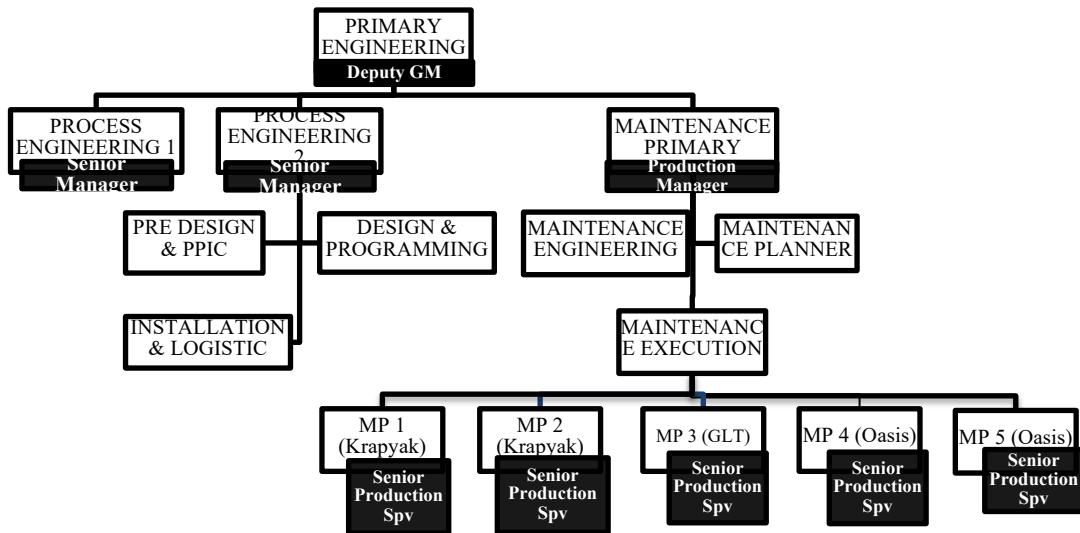 PRIMARY
ENGINEERING
Deputy GM
PROCESS
ENGINEERING 1
Senior
Manager
PROCESS
ENGINEERING
2
Senior
Manager
MAINTENANCE
PRIMARY
Production
Manager
PRE DESIGN
& PPIC
DESIGN &
PROGRAMMING
MAINTENANCE
ENGINEERING
MAINTENAN
CE PLANNER
INSTALLATION
& LOGISTIC
MAINTENANC
E EXECUTION
MP 1
(Krapyak)
Senior
Production
Spv
MP 2
(Krapyak)
Senior
Production
Spv
MP 3 (GLT)
Senior
Production
Spv
MP 4 (Oasis)
Senior
Production
Spv
MP 5 (Oasis)
Senior
Production
Spv